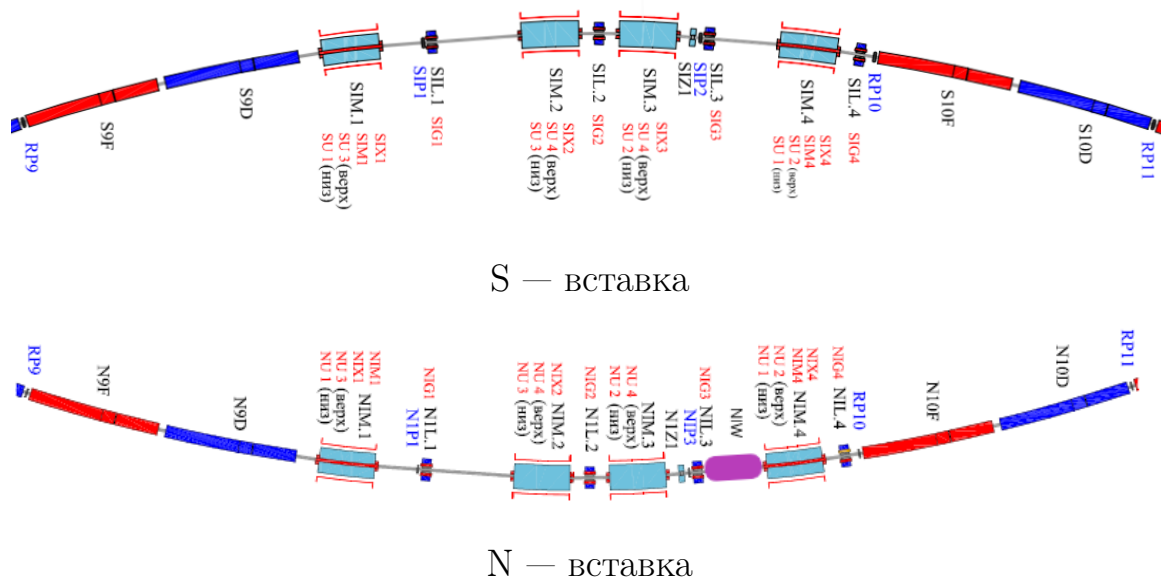 RP9
S9F
S9D
SIM.1
SIX1
SIM1
SU 3 (верх)
SU 1 (низ)
SIL.1 SIG1
SIP1
SIM.2
SIX2
SU 4 (верх)
SU 3 (низ)
SIL.2 SIG2
SIM.3
SIX3
SU 4 (верх)
SU 2 (низ)
SIZ1
SIP2
SIL.3 SIG3
SIM.4
SIX4
SIM4
SU 2 (верх)
SU 1 (низ)
SIL.4 SIG4
RP10
S10F
S10D
RP11
S — вставка
RP9
N9F
N9D
NIM1
NIX1 NIM.1
NU 3 (верх)
NU 1 (низ)
NIG1 N1L.1
N1P1
NIX2 NIM.2
NU 4 (верх)
NU 3 (низ)
NIG2 N1L.2
NIM.3
NU 4 (верх)
NU 2 (низ)
N1Z1
NIP3
NIG3 NIL.3
NIW
NIX4
NIM4 NIM.4
NU 2 (верх)
NU 1 (низ)
NIG4 NIL.4
RP10
N10F
N10D
RP11
N — вставка